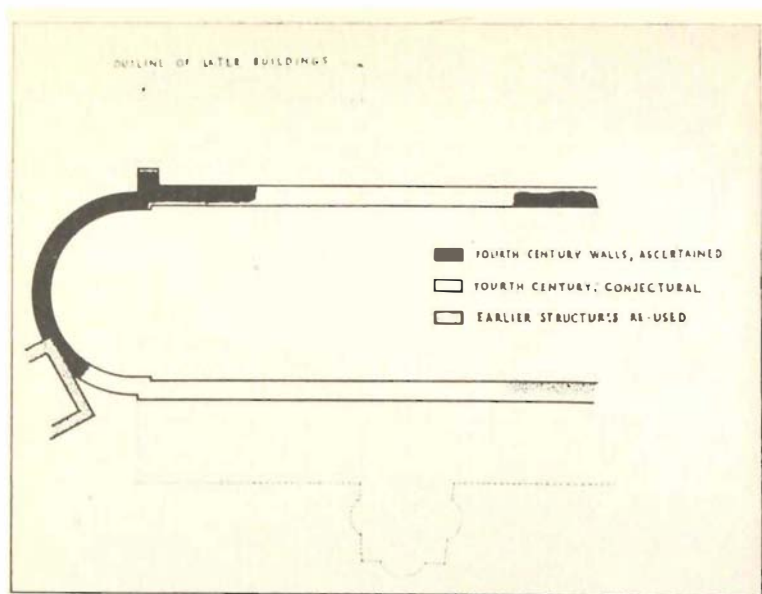 OUTLINE OF LATER BUILDINGS
FOURTH CENTURY WALLS, ASCERTAINED
FOURTH CENTURY, CONJECTURAL
EARLIER STRUCTURES RE-USED